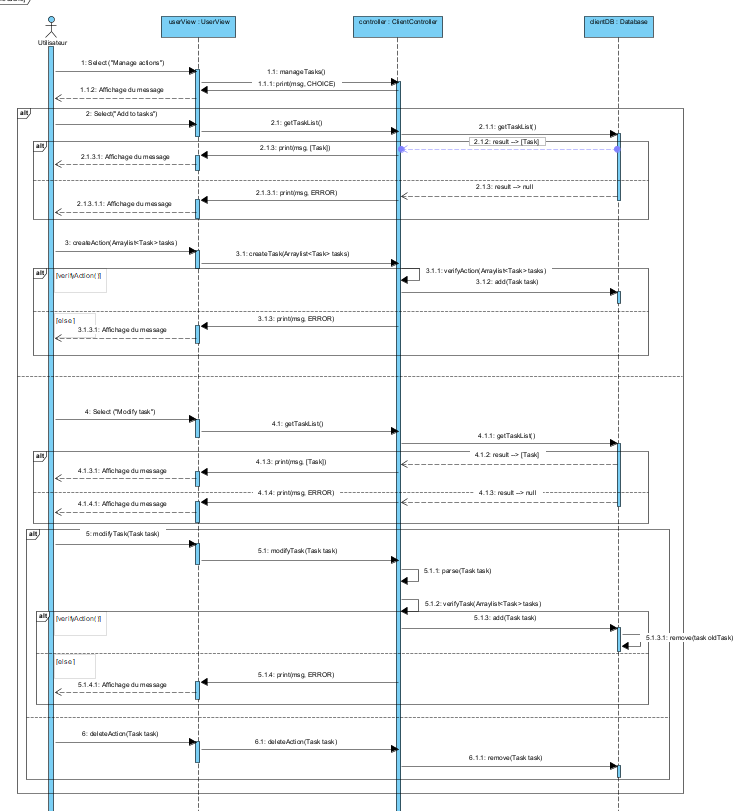 userView : UserView
controller : ClientController
clientDB : Database
Utilisateur
1: Select ("Manage actions")
1.1: manageTasks()
1.1.1: print(msg, CHOICE)
1.1.2: Affichage du message
alt
2: Select("Add to tasks")
2.1: getTaskList()
2.1.1: getTaskList()
alt
2.1.2: result --> [Task]
2.1.3: print(msg, [Task])
2.1.3.1: Affichage du message
2.1.3: result --> null
2.1.3.1: print(msg, ERROR)
2.1.3.1.1: Affichage du message
3: createAction(Arraylist<Task> tasks)
3.1: createTask(Arraylist<Task> tasks)
alt
[verifyAction()]
3.1.1: verifyAction(Arraylist<Task> tasks)
3.1.2: add(Task task)
[else]
3.1.3: print(msg, ERROR)
3.1.3.1: Affichage du message
4: Select ("Modify task")
4.1: getTaskList()
4.1.1: getTaskList()
alt
4.1.2: result --> [Task]
4.1.3: print(msg, [Task])
4.1.3.1: Affichage du message
4.1.3: result --> null
4.1.4: print(msg, ERROR)
4.1.4.1: Affichage du message
alt
5: modifyTask(Task task)
5.1: modifyTask(Task task)
5.1.1: parse(Task task)
5.1.2: verifyTask(Arraylist<Task> tasks)
alt
[verifyAction()]
5.1.3: add(Task task)
5.1.3.1: remove(task oldTask)
[else]
5.1.4: print(msg, ERROR)
5.1.4.1: Affichage du message
6: deleteAction(Task task)
6.1: deleteAction(Task task)
6.1.1: remove(Task task)